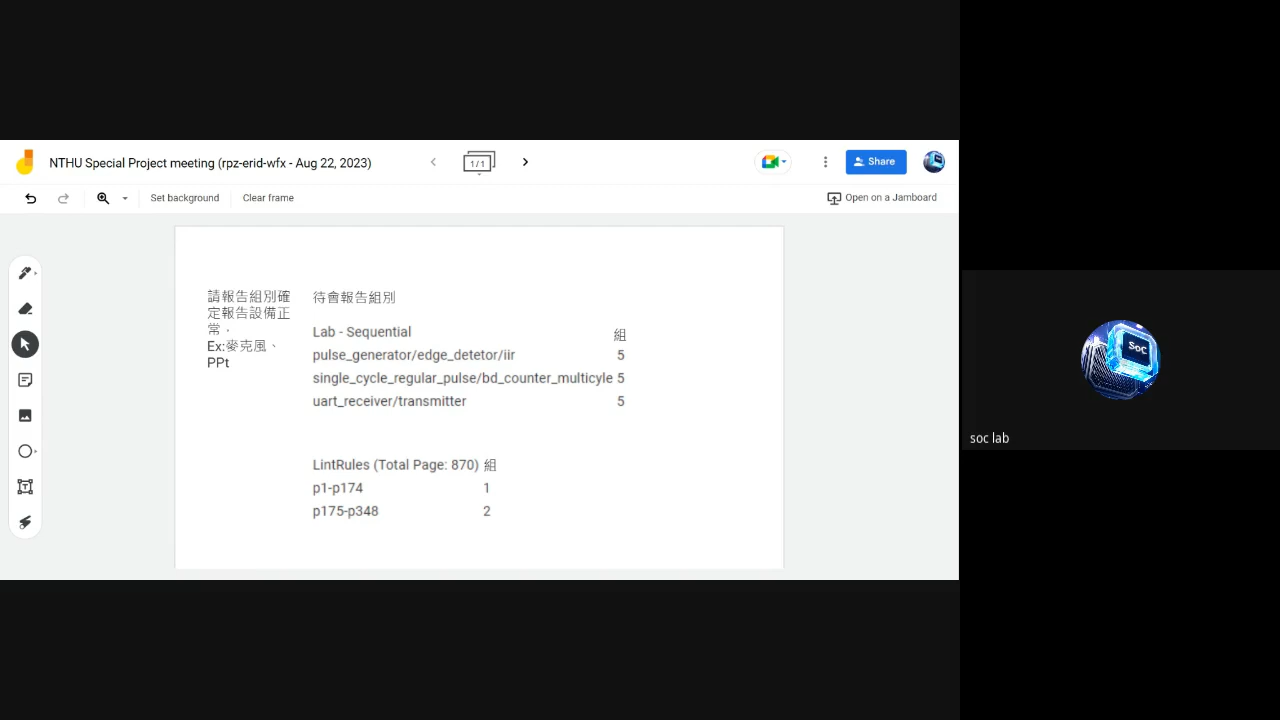 NTHU Special Project meeting (rpz-erid-wfx - Aug 22, 2023)
1/1
Share
Set background
Clear frame
Open on a Jamboard
請報告組別確
定報告設備正
常．
Ex:麥克風、
PPt
待會報告組別
Lab - Sequential 組
pulse_generator/edge_detetor/iir 5
single_cycle_regular_pulse/bd_counter_multicyle 5
uart_receiver/transmitter 5
LintRules (Total Page: 870) 組
p1-p174 1
p175-p348 2
SoC
soc lab